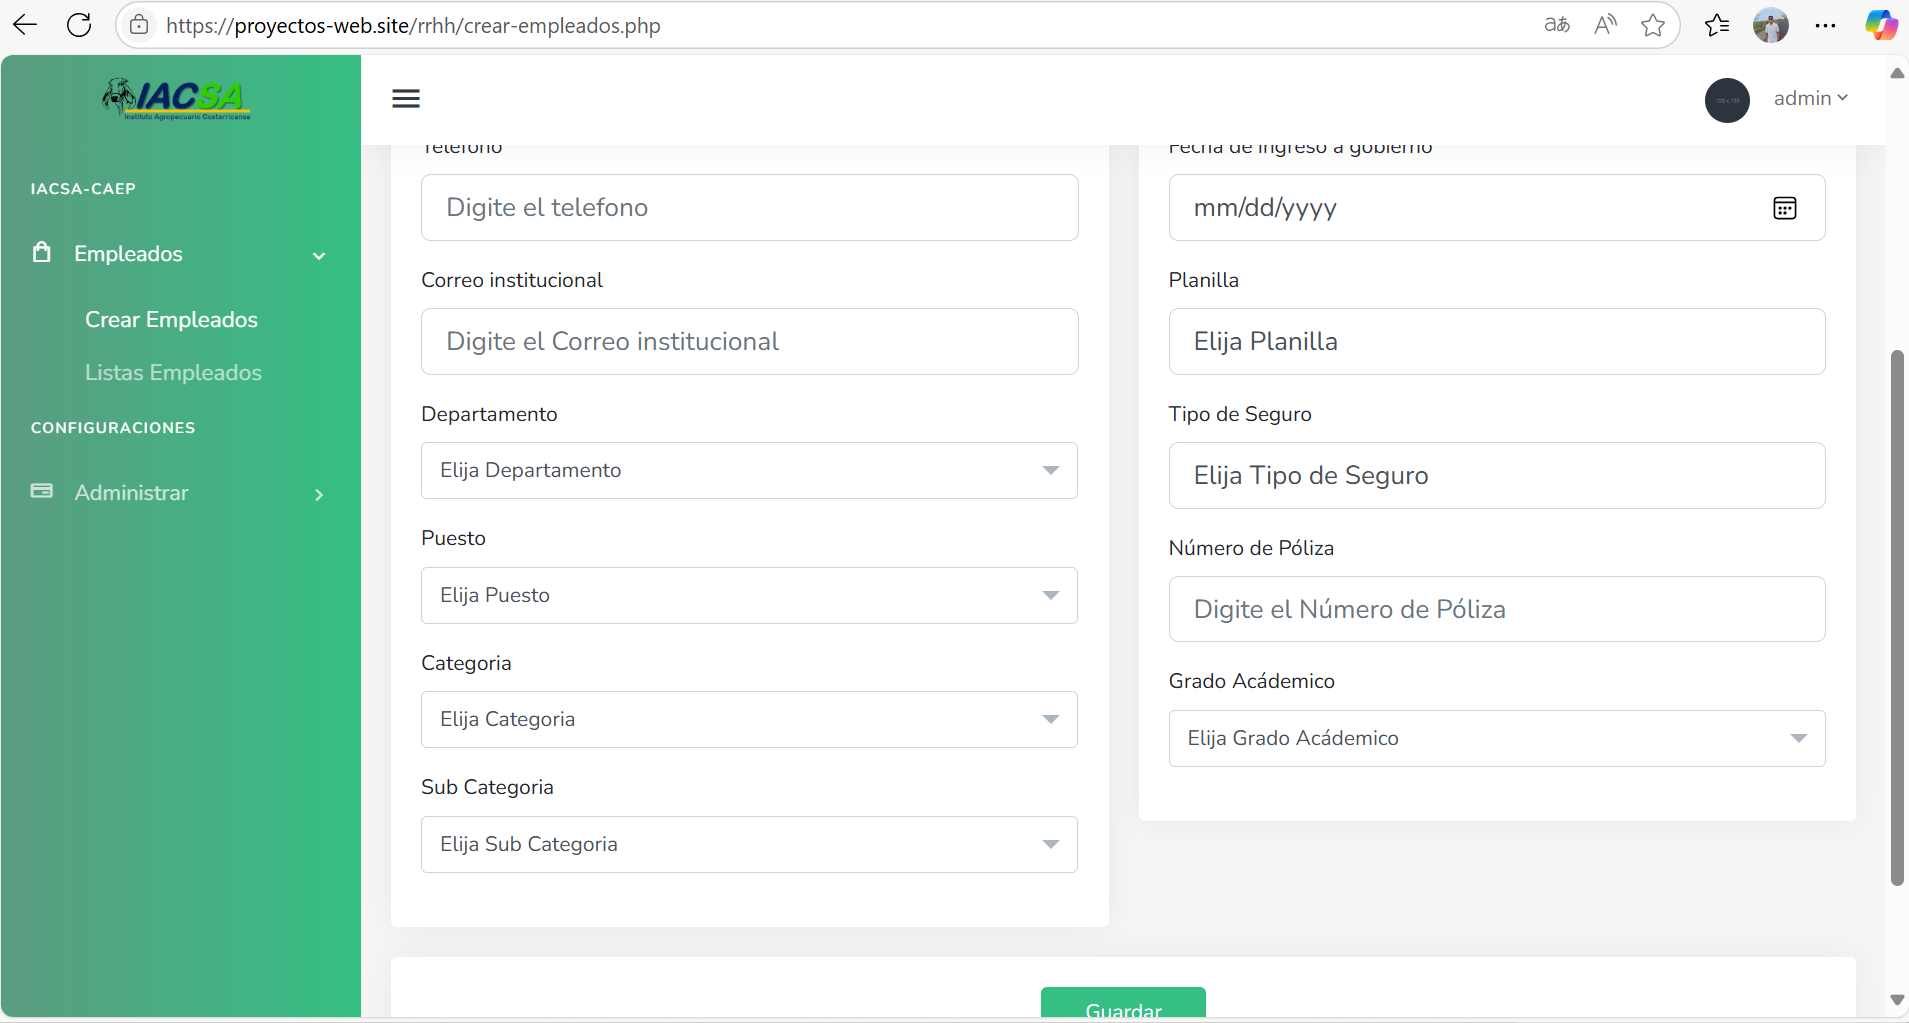 https://proyectos-web.site/rrhh/crear-empleados.php
IACSA
Instituto Agropecuario Costarricense
admin
IACSA-CAEP
Empleados
Crear Empleados
Listas Empleados
CONFIGURACIONES
Administrar
Telefono
Digite el telefono
Correo institucional
Digite el Correo institucional
Departamento
Elija Departamento
Puesto
Elija Puesto
Categoria
Elija Categoria
Sub Categoria
Elija Sub Categoria
Fecha de ingreso a gobierno
mm/dd/yyyy
Planilla
Elija Planilla
Tipo de Seguro
Elija Tipo de Seguro
Número de Póliza
Digite el Número de Póliza
Grado Acádemico
Elija Grado Acádemico
Guardar